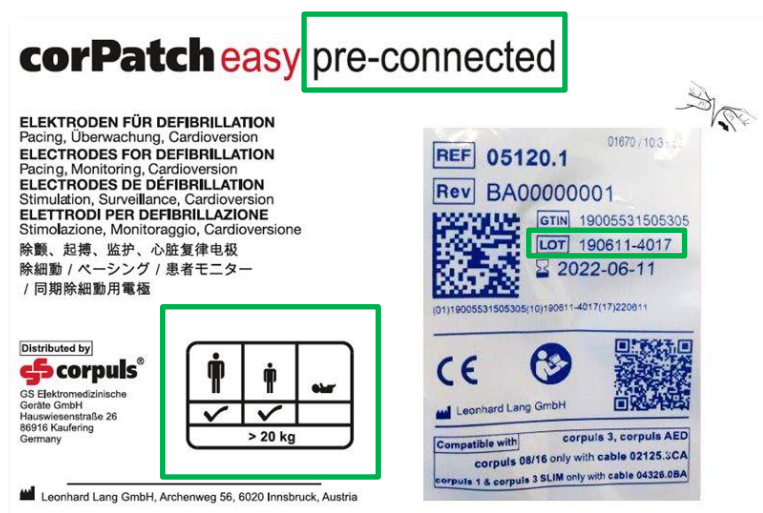 corPatch easy pre-connected
ELEKTRODEN FÜR DEFIBRILLATION
Pacing, Überwachung, Cardioversion
ELECTRODES FOR DEFIBRILLATION
Pacing, Monitoring, Cardioversion
ELECTRODES DE DÉFIBRILLATION
Stimulation, Surveillance, Cardioversion
ELETTRODI PER DEFIBRILLAZIONE
Stimolazione, Monitoraggio, Cardioversione
除颤、起搏、监护、心脏复律电极
除細動 / ペーシング / 患者モニター
/ 同期除細動用電極
Distributed by
corpuls®
GS Elektromedizinische
Geräte GmbH
Hauswiesenstraße 26
86916 Kaufering
Germany
> 20 kg
Leonhard Lang GmbH, Archenweg 56, 6020 Innsbruck, Austria
01670 /
REF 05120.1
Rev BA00000001
GTIN 19005531505305
LOT 190611-4017
2022-06-11
(01)19005531505305(10)190611-4017(17)220611
CE
Leonhard Lang GmbH
Compatible with corpuls 3, corpuls AED
corpuls 08/16 only with cable 02125.3CA
corpuls 1 & corpuls 3 SLIM only with cable 04326.0BA